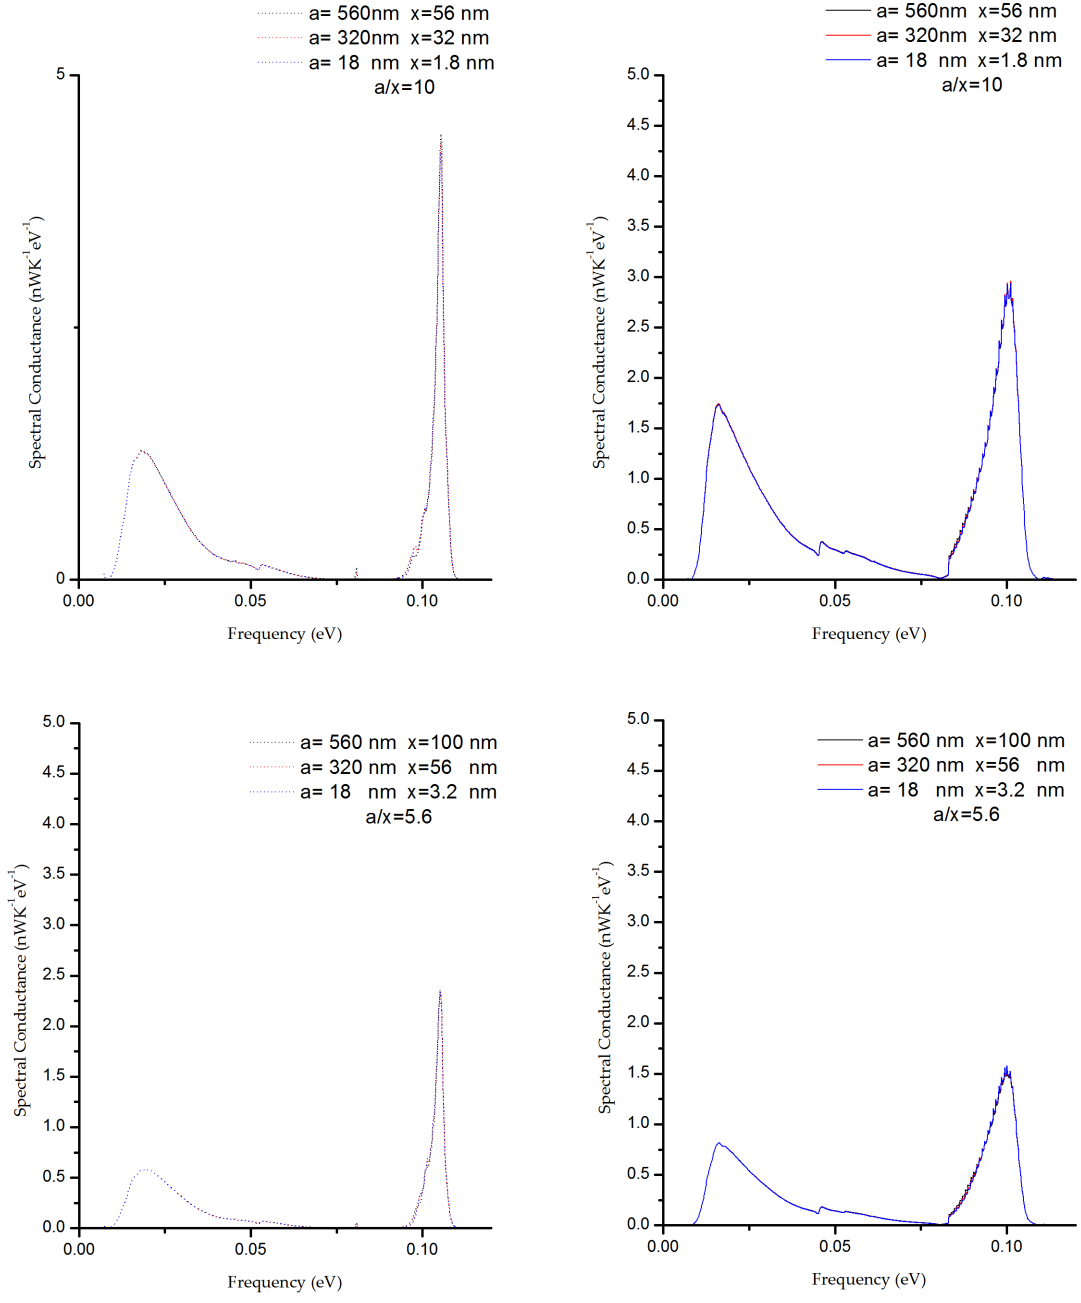 a= 560nm x=56 nm
a= 320nm x=32 nm
a= 18 nm x=1.8 nm
a/x=10
5
0
0.00
0.05
0.10
Spectral Conductance (nWK⁻¹eV⁻¹)
Frequency (eV)
a= 560nm x=56 nm
a= 320nm x=32 nm
a= 18 nm x=1.8 nm
a/x=10
5.0
4.5
4.0
3.5
3.0
2.5
2.0
1.5
1.0
0.5
0.0
0.00
0.05
0.10
Spectral Conductance (nWK⁻¹eV⁻¹)
Frequency (eV)
a= 560 nm x=100 nm
a= 320 nm x=56 nm
a= 18 nm x=3.2 nm
a/x=5.6
5.0
4.5
4.0
3.5
3.0
2.5
2.0
1.5
1.0
0.5
0.0
0.00
0.05
0.10
Spectral Conductance (nWK⁻¹eV⁻¹)
Frequency (eV)
a= 560 nm x=100 nm
a= 320 nm x=56 nm
a= 18 nm x=3.2 nm
a/x=5.6
5.0
4.5
4.0
3.5
3.0
2.5
2.0
1.5
1.0
0.5
0.0
0.00
0.05
0.10
Spectral Conductance (nWK⁻¹eV⁻¹)
Frequency (eV)